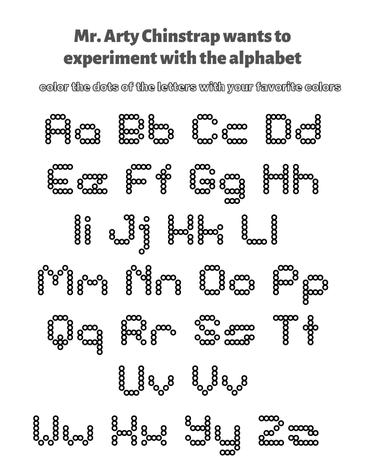 Mr. Arty Chinstrap wants to
experiment with the alphabet
color the dots of the letters with your favorite colors
Aa Bb Cc Dd
Ee Ff Gg Hh
Ii Jj Kk Ll
Mm Nn Oo Pp
Qq Rr Ss Tt
Uu Vv
Ww Xx Yy Zz